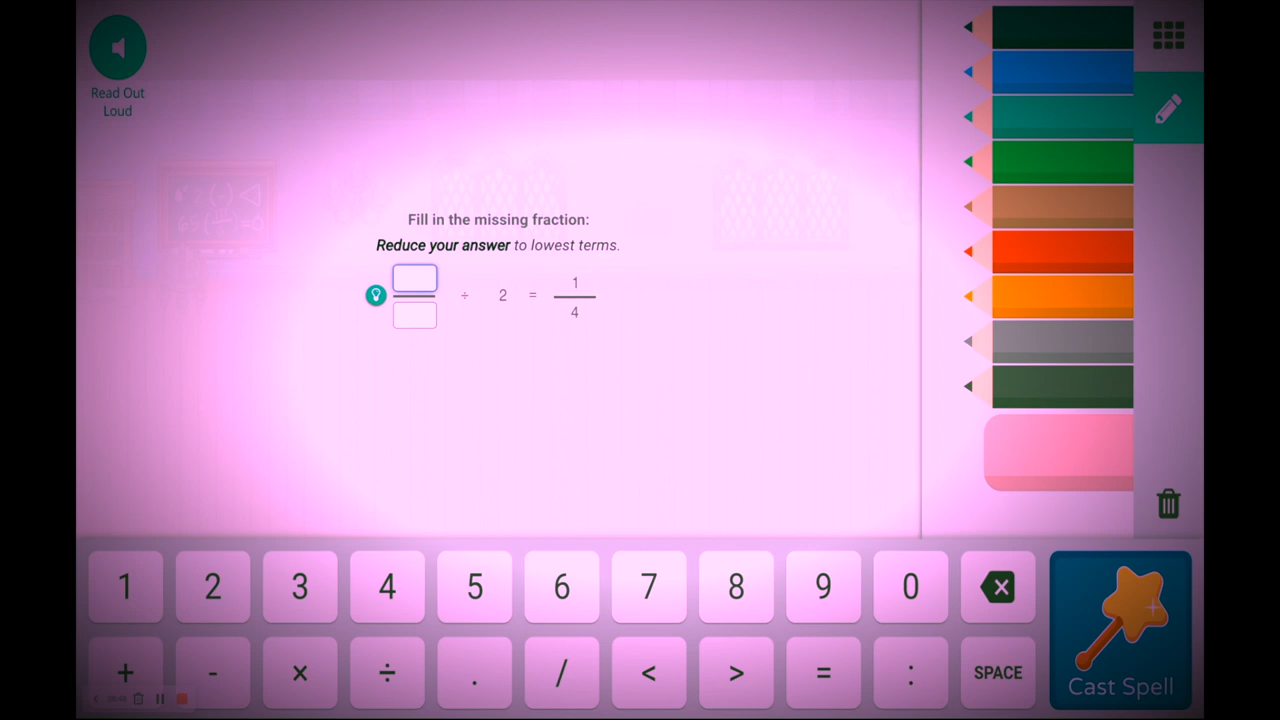 Read Out
Loud
Fill in the missing fraction:
Reduce your answer to lowest terms.
÷ 2 = 1/4
1 2 3 4 5 6 7 8 9 0
+ - × ÷ . / < > = : SPACE
Cast Spell